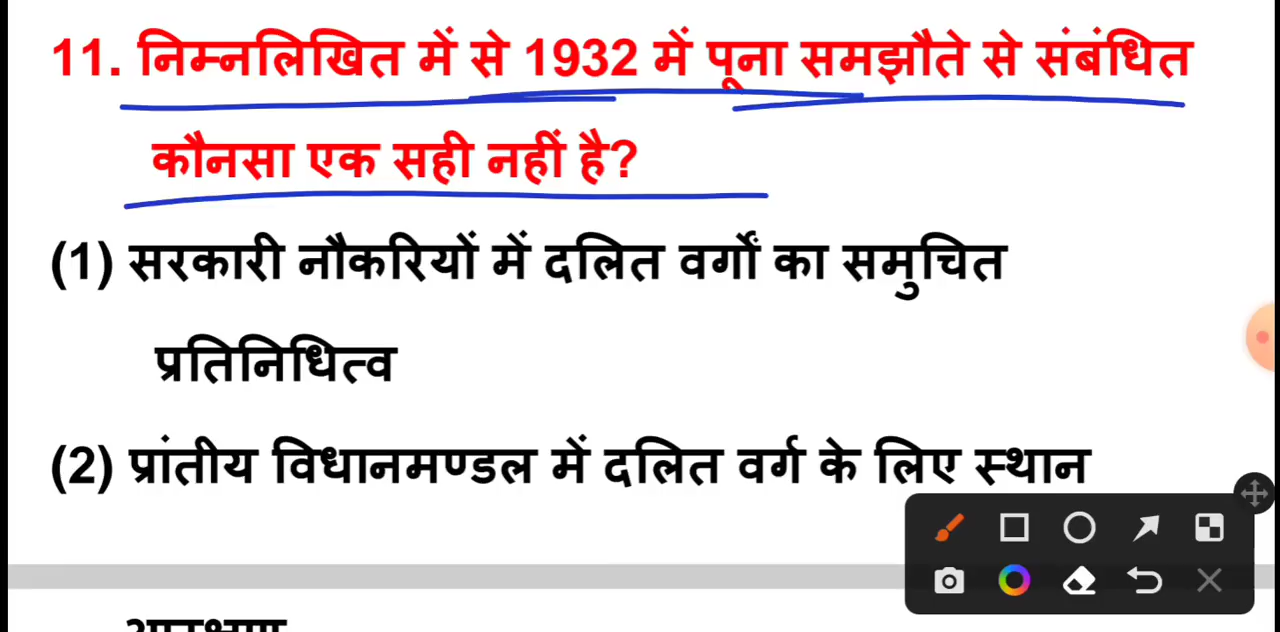 11. निम्नलिखित में से 1932 में पूना समझौते से संबंधित
कौनसा एक सही नहीं है?
(1) सरकारी नौकरियों में दलित वर्गों का समुचित
प्रतिनिधित्व
(2) प्रांतीय विधानमण्डल में दलित वर्ग के लिए स्थान